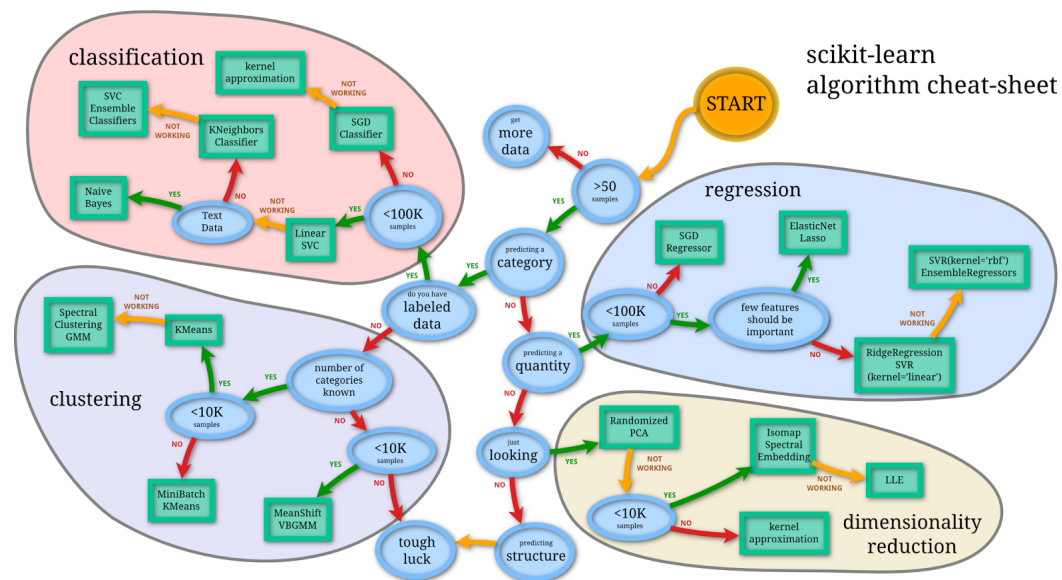 scikit-learn
algorithm cheat-sheet
START
get
more
data
NO
>50
samples
YES
predicting a
category
YES
NO
do you have
labeled
data
YES
NO
predicting a
quantity
YES
NO
just
looking
YES
NO
predicting
structure
tough
luck
classification
kernel
approximation
NOT
WORKING
SVC
Ensemble
Classifiers
NOT
WORKING
KNeighbors
Classifier
SGD
Classifier
NO
NO
Naive
Bayes
YES
Text
Data
NOT
WORKING
Linear
SVC
YES
<100K
samples
regression
SGD
Regressor
NO
<100K
samples
YES
ElasticNet
Lasso
YES
few features
should be
important
NO
SVR(kernel='rbf')
EnsembleRegressors
NOT
WORKING
RidgeRegression
SVR
(kernel='linear')
clustering
Spectral
Clustering
GMM
NOT
WORKING
KMeans
YES
<10K
samples
YES
number of
categories
known
NO
NO
MiniBatch
KMeans
<10K
samples
YES
NO
MeanShift
VBGMM
dimensionality
reduction
Randomized
PCA
NOT
WORKING
<10K
samples
YES
Isomap
Spectral
Embedding
NOT
WORKING
LLE
NO
kernel
approximation